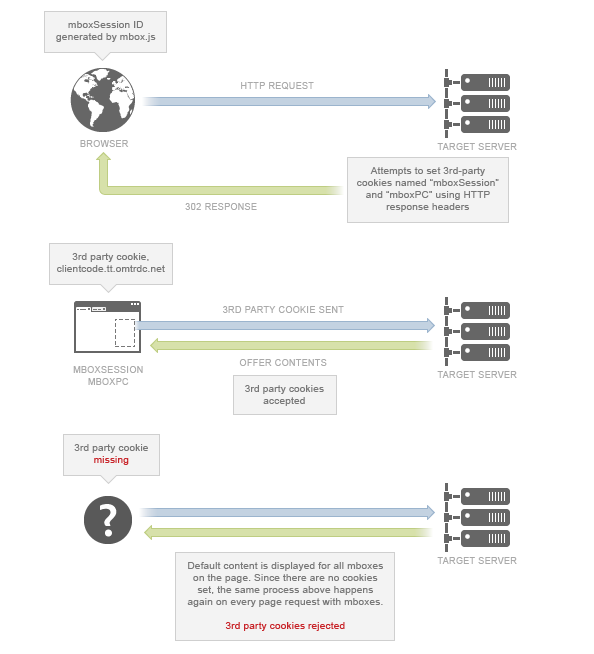 mboxSession ID
generated by mbox.js
HTTP REQUEST
BROWSER
TARGET SERVER
Attempts to set 3rd-party
cookies named “mboxSession”
and “mboxPC” using HTTP
response headers
302 RESPONSE
3rd party cookie,
clientcode.tt.omtrdc.net
3RD PARTY COOKIE SENT
OFFER CONTENTS
MBOXSESSION
MBOXPC
TARGET SERVER
3rd party cookies
accepted
3rd party cookie
missing
?
TARGET SERVER
Default content is displayed for all mboxes
on the page. Since there are no cookies
set, the same process above happens
again on every page request with mboxes.
3rd party cookies rejected